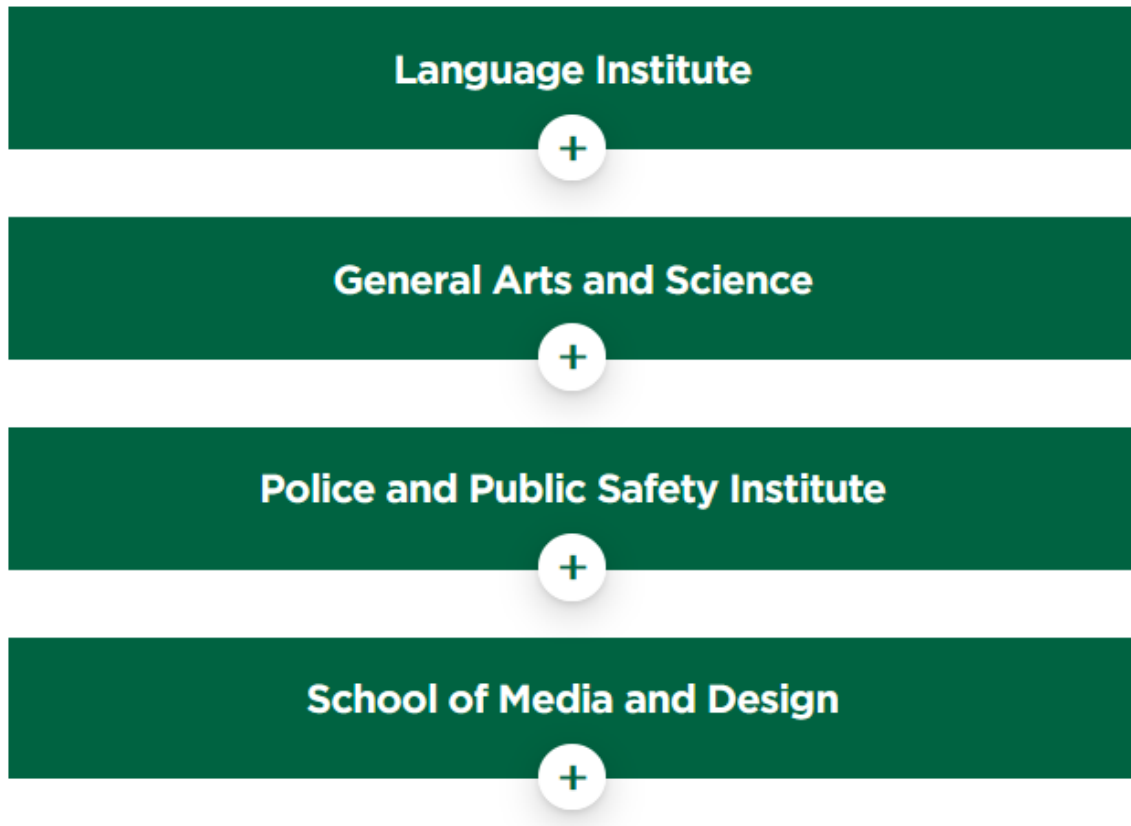 Language Institute
+
General Arts and Science
+
Police and Public Safety Institute
+
School of Media and Design
+